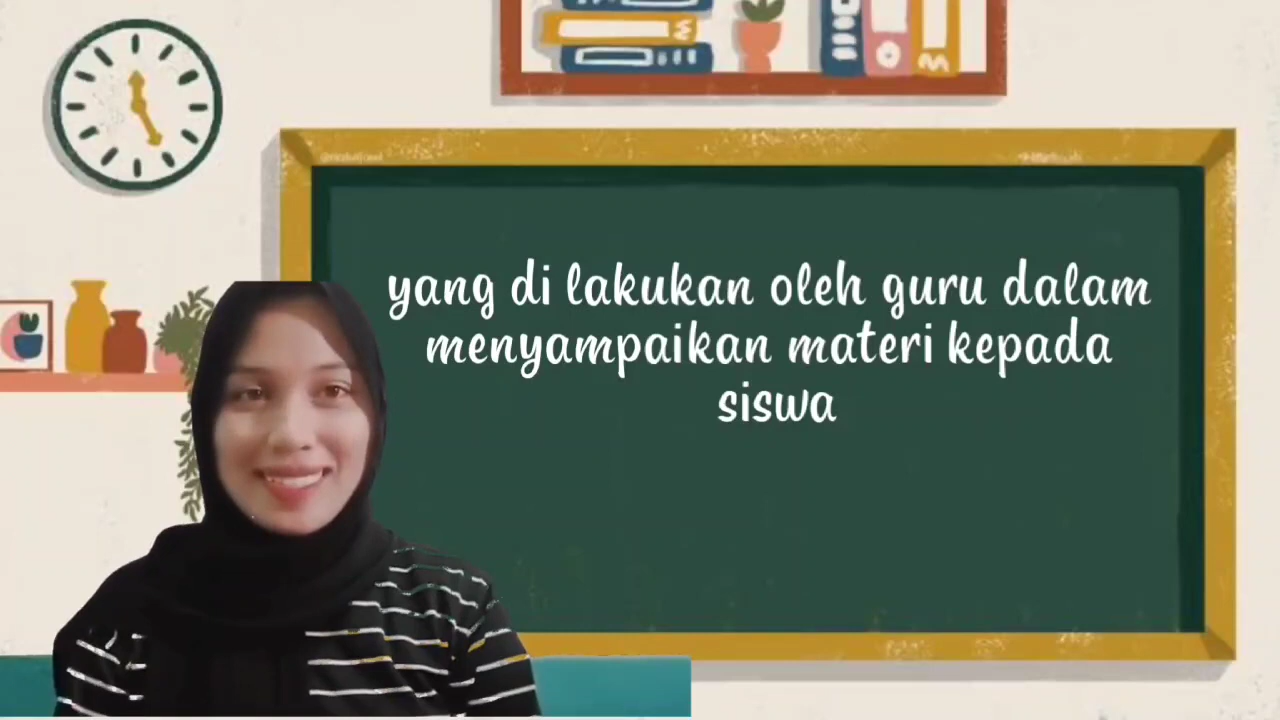 yang di lakukan oleh guru dalam
menyampaikan materi kepada
siswa